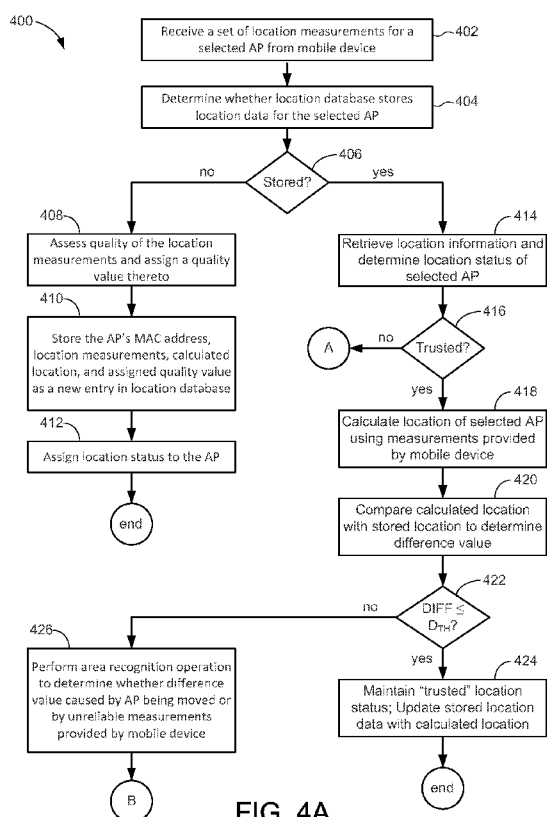 400
Receive a set of location measurements for a
selected AP from mobile device
402
Determine whether location database stores
location data for the selected AP
404
406
no
Stored?
yes
408
Assess quality of the location
measurements and assign a quality
value thereto
410
Store the AP's MAC address,
location measurements, calculated
location, and assigned quality value
as a new entry in location database
412
Assign location status to the AP
end
414
Retrieve location information and
determine location status of
selected AP
416
A
no
Trusted?
yes
418
Calculate location of selected AP
using measurements provided
by mobile device
420
Compare calculated location
with stored location to determine
difference value
422
no
DIFF ≤
DTH?
yes
426
Perform area recognition operation
to determine whether difference
value caused by AP being moved or
by unreliable measurements
provided by mobile device
B
424
Maintain "trusted" location
status; Update stored location
data with calculated location
end
FIG. 4A